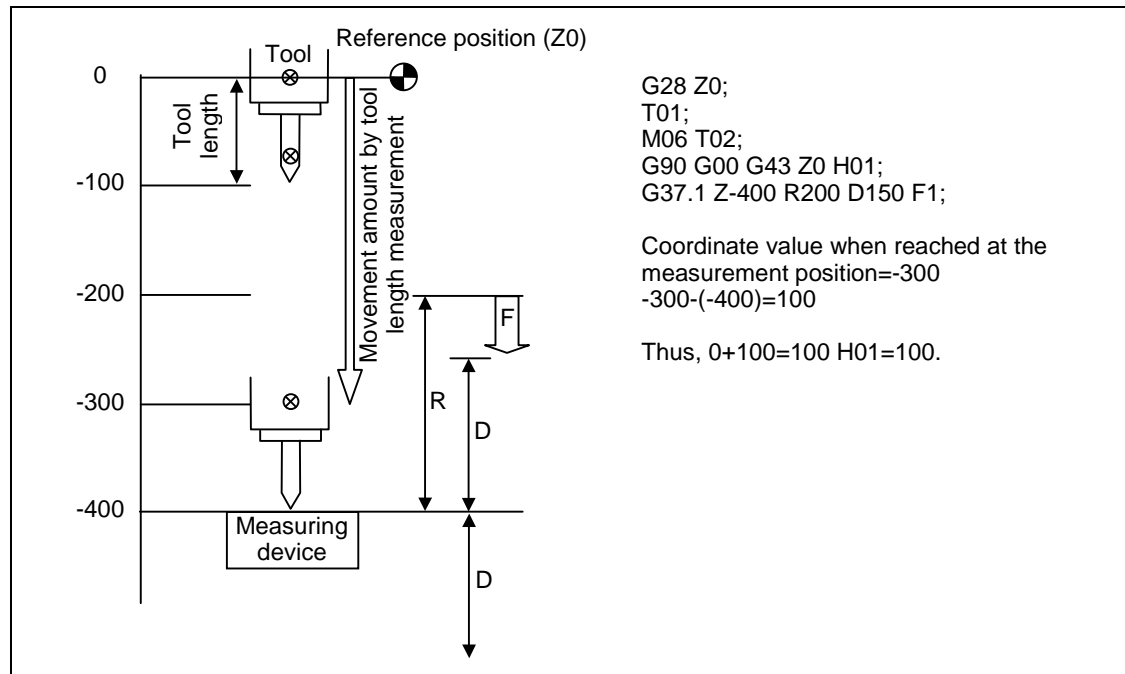 Reference position (Z0)
Tool
0
Tool
length
-100
-200
-300
-400
Movement amount by tool
length measurement
F
R
D
D
Measuring
device
G28 Z0;
T01;
M06 T02;
G90 G00 G43 Z0 H01;
G37.1 Z-400 R200 D150 F1;
Coordinate value when reached at the
measurement position=-300
-300-(-400)=100
Thus, 0+100=100 H01=100.